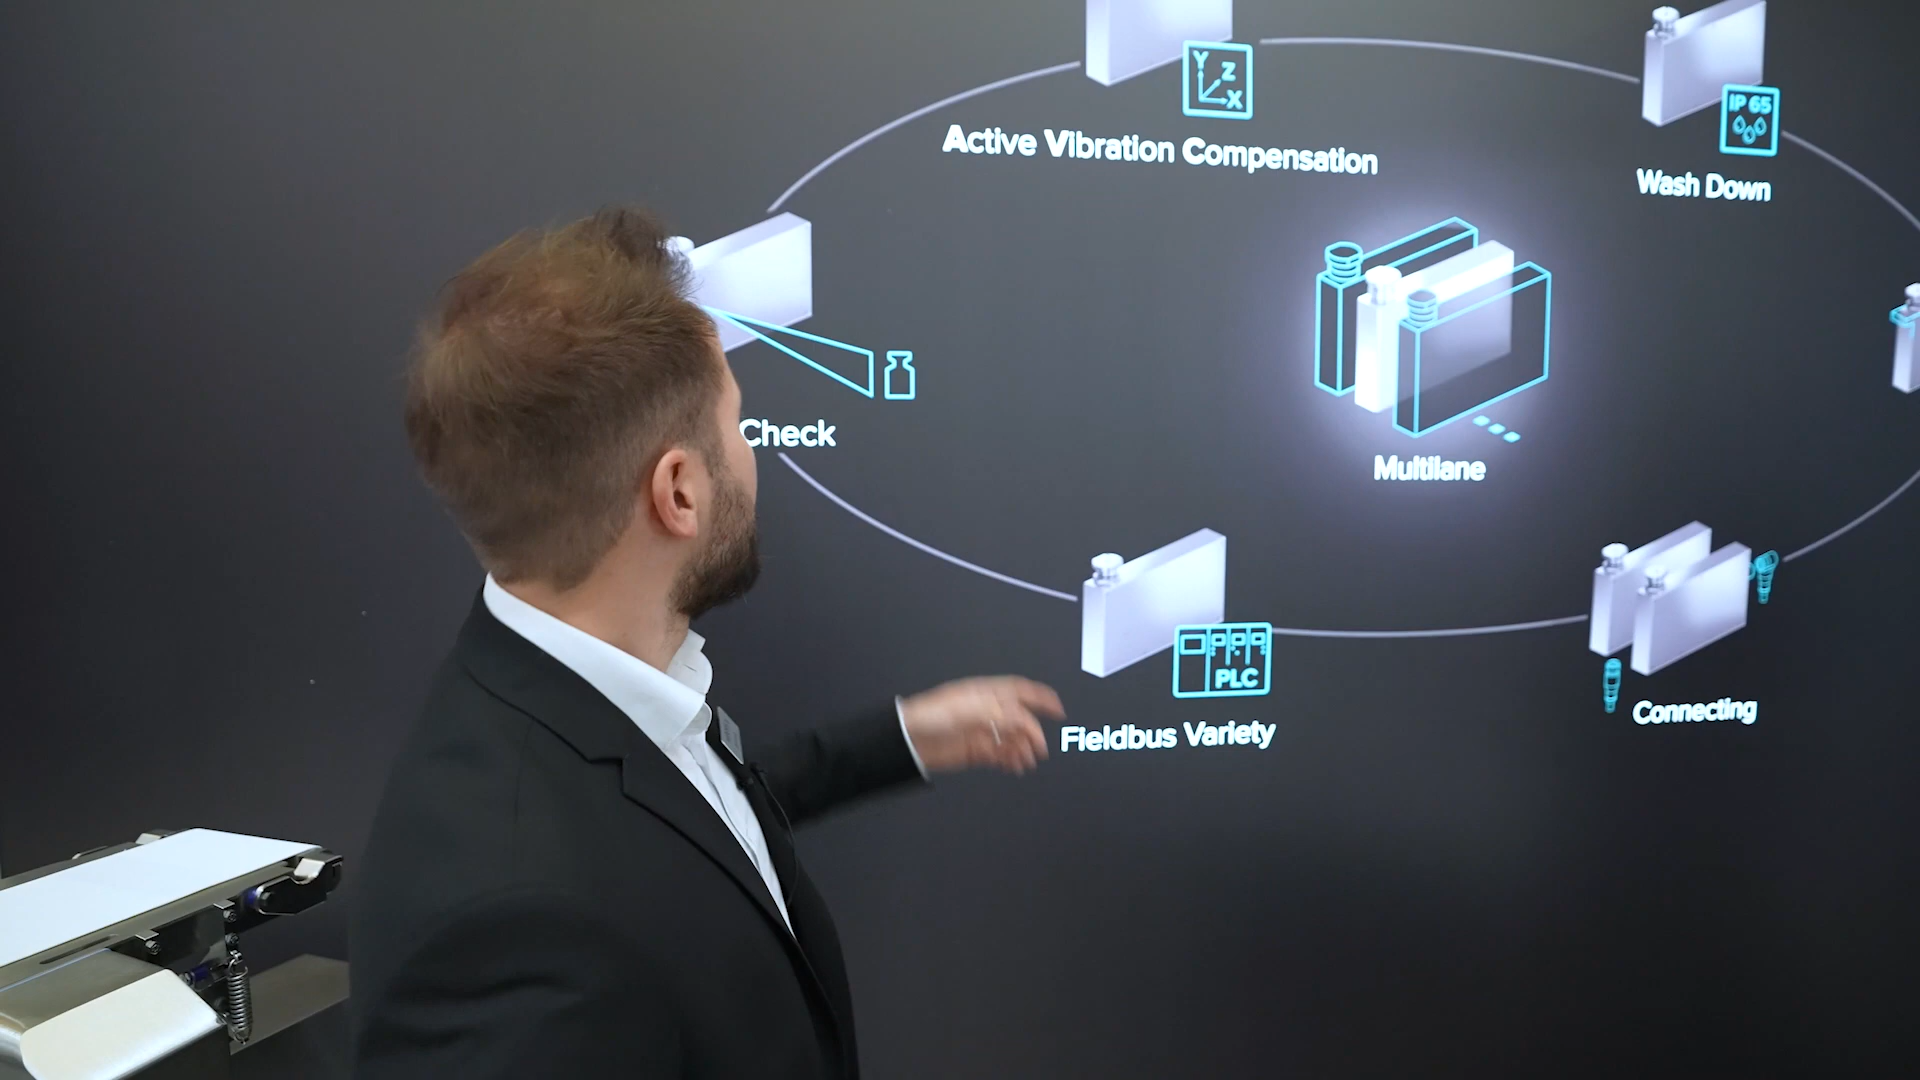 Y
Z
X
Active Vibration Compensation
IP 65
Wash Down
Check
Multilane
PLC
Fieldbus Variety
Connecting